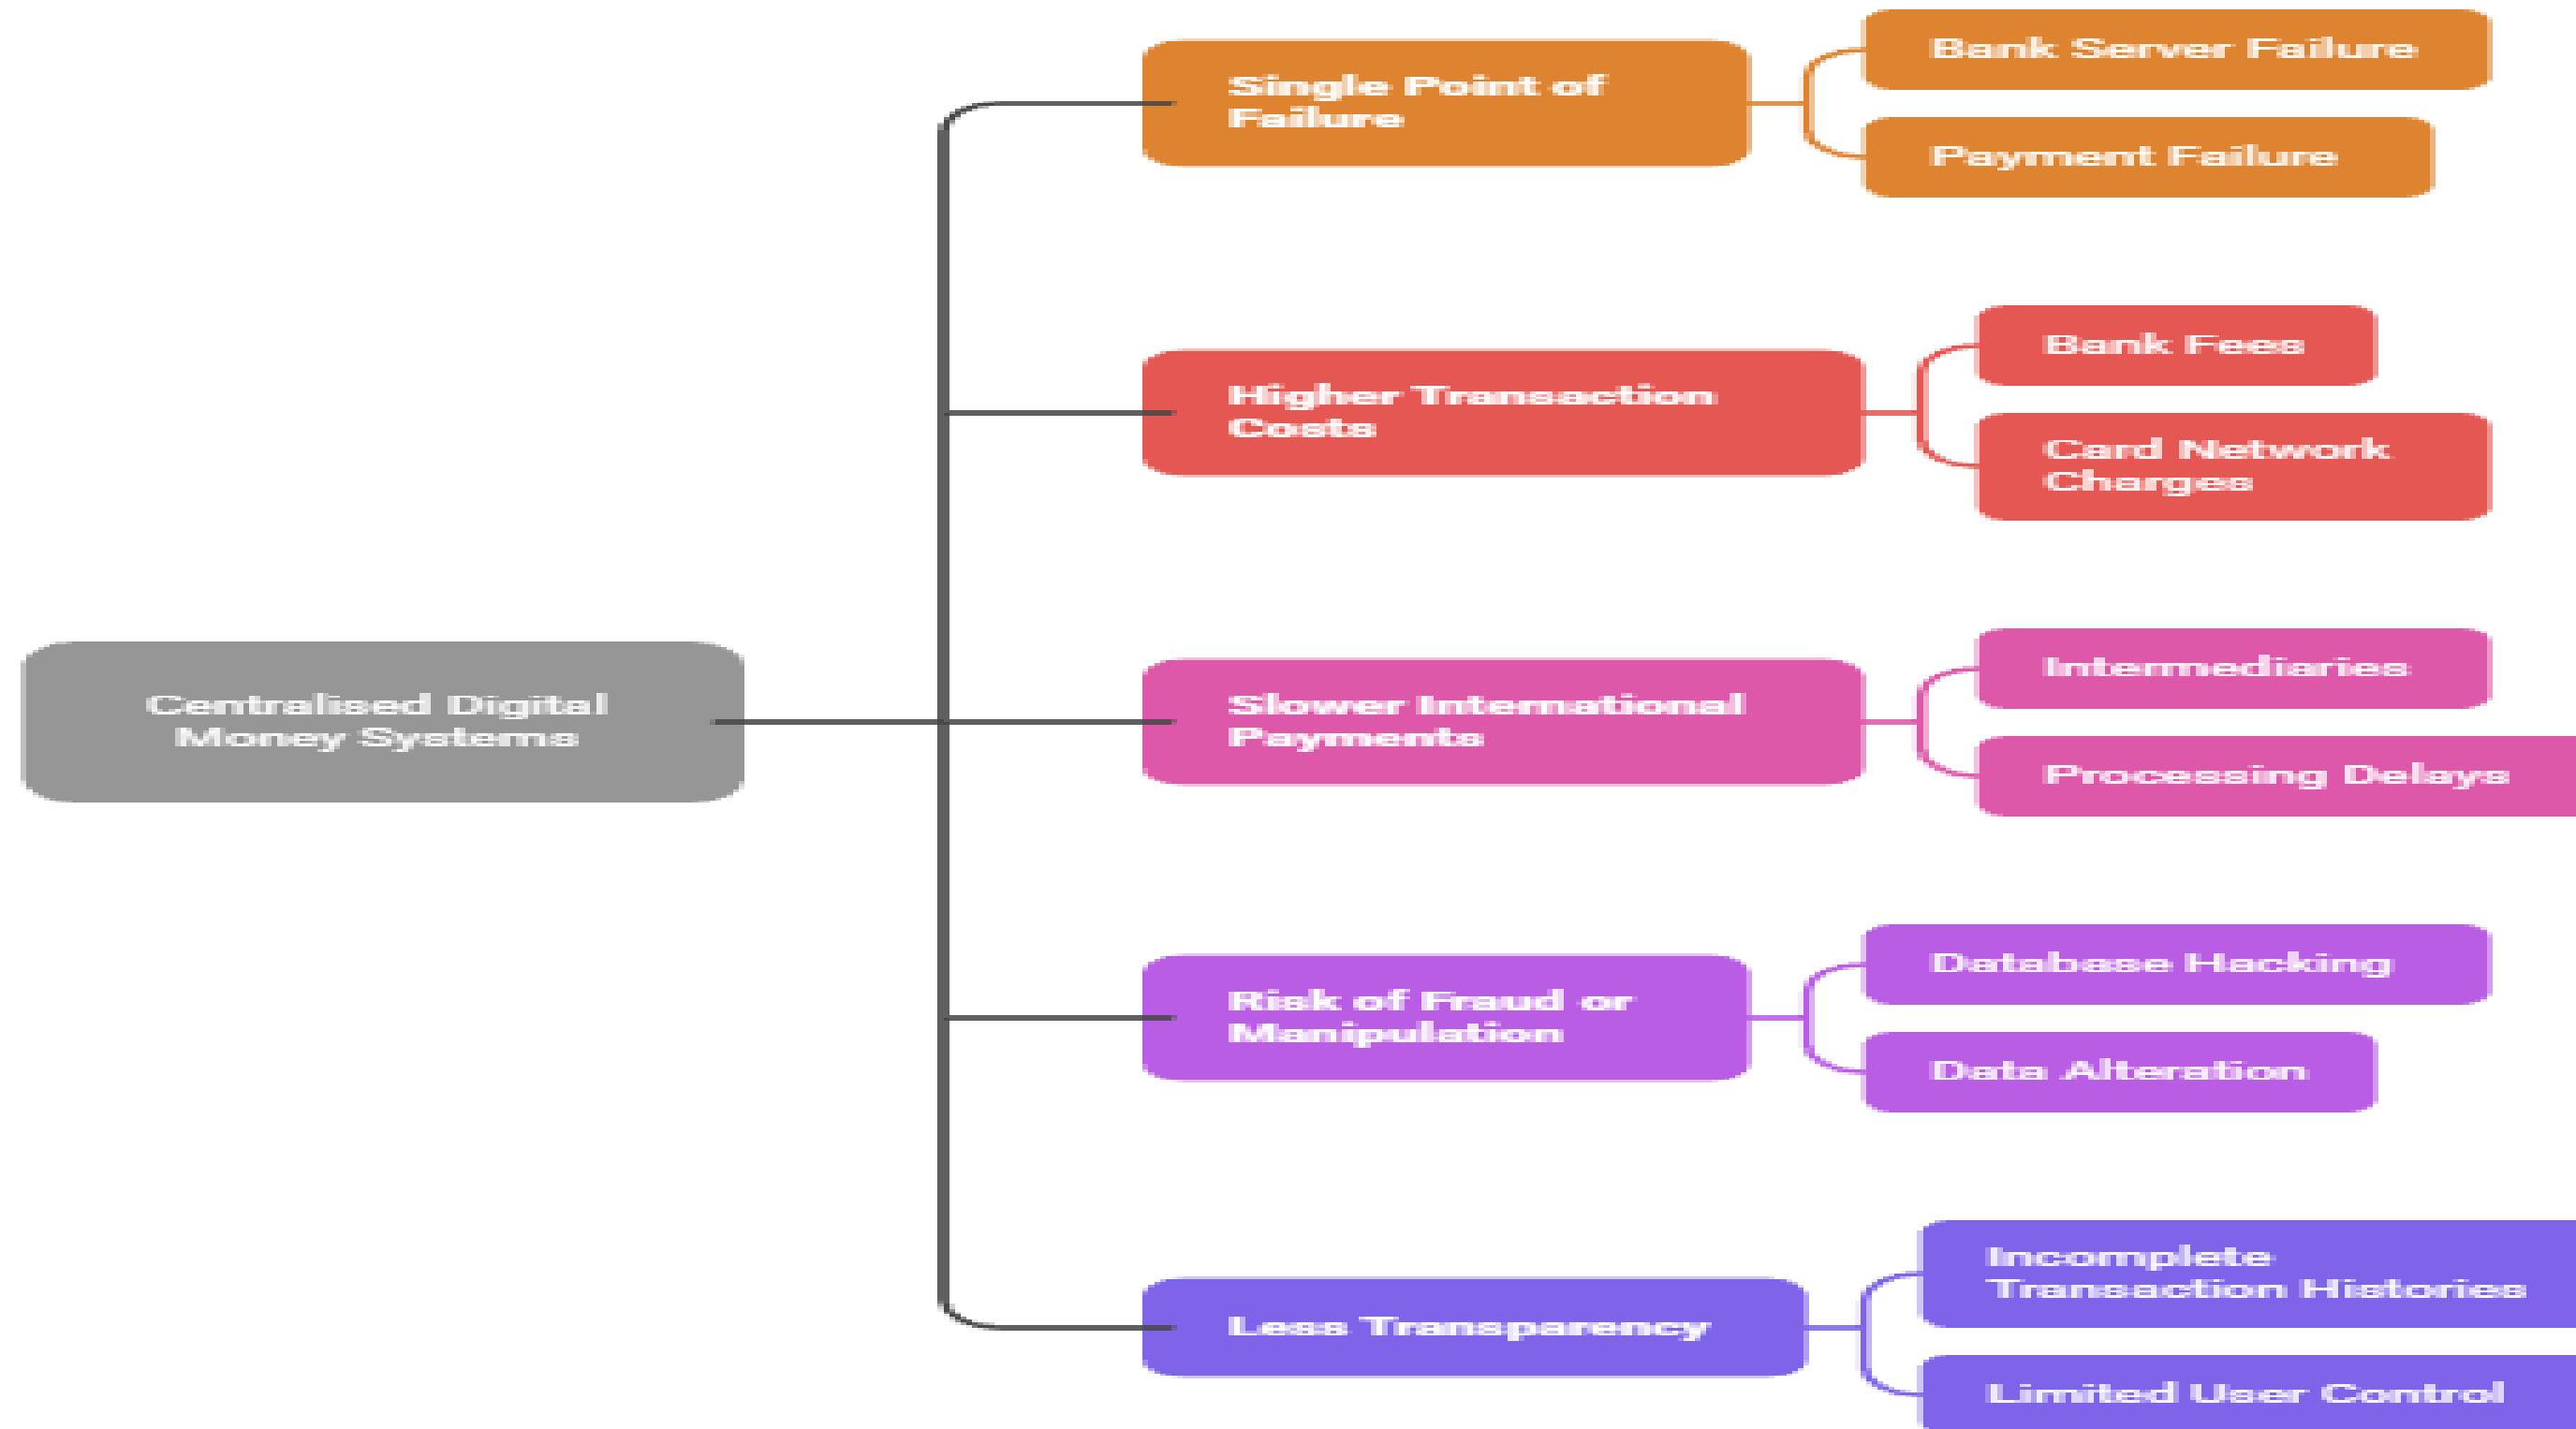 Centralised Digital
Money Systems
Single Point of
Failure
Bank Server Failure
Payment Failure
Higher Transaction
Costs
Bank Fees
Card Network
Charges
Slower International
Payments
Intermediaries
Processing Delays
Risk of Fraud or
Manipulation
Database Hacking
Data Alteration
Less Transparency
Incomplete
Transaction Histories
Limited User Control